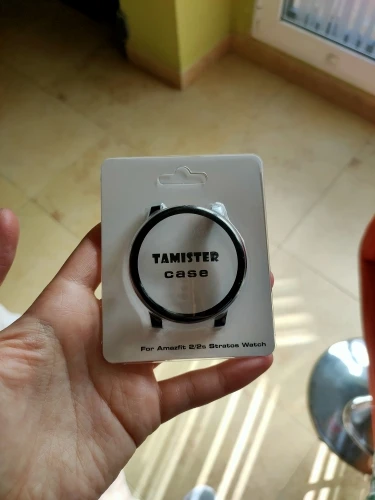 TAMISTER
case
For Amazfit 2/2s Stratos Watch